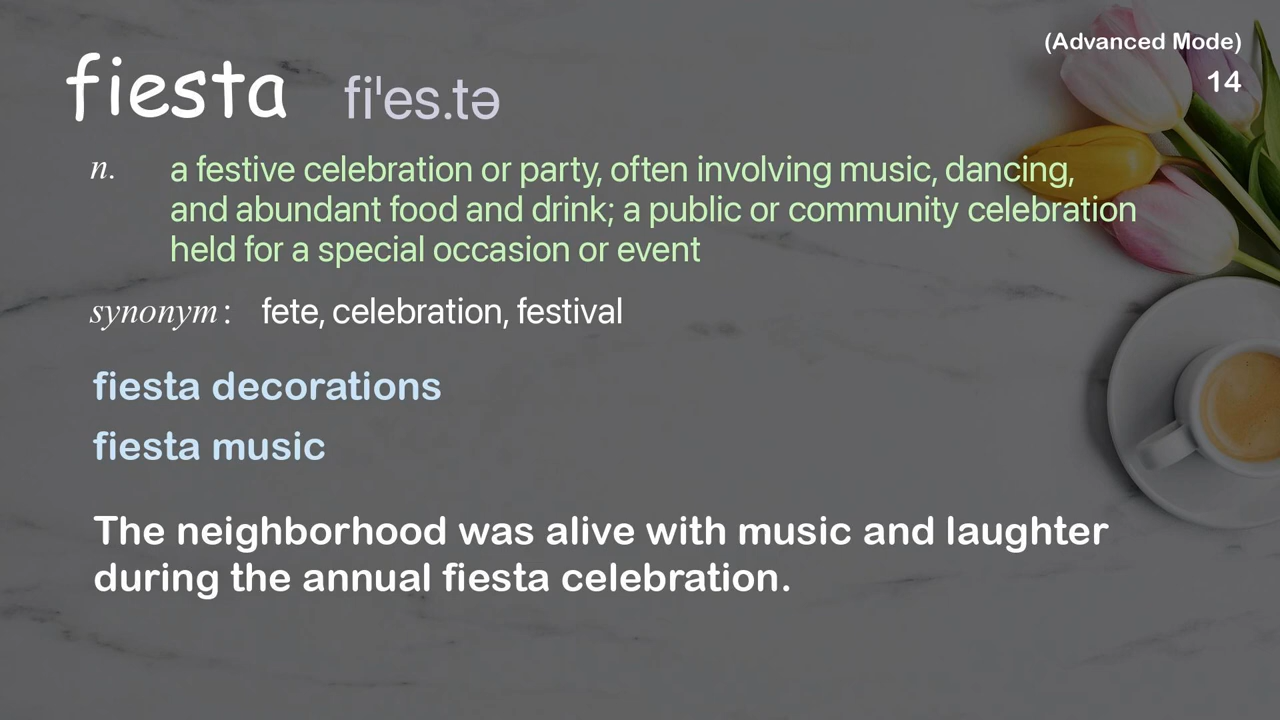 (Advanced Mode)
14
fiesta fiˈes.tə
n. a festive celebration or party, often involving music, dancing,
and abundant food and drink; a public or community celebration
held for a special occasion or event
synonym: fete, celebration, festival
fiesta decorations
fiesta music
The neighborhood was alive with music and laughter
during the annual fiesta celebration.